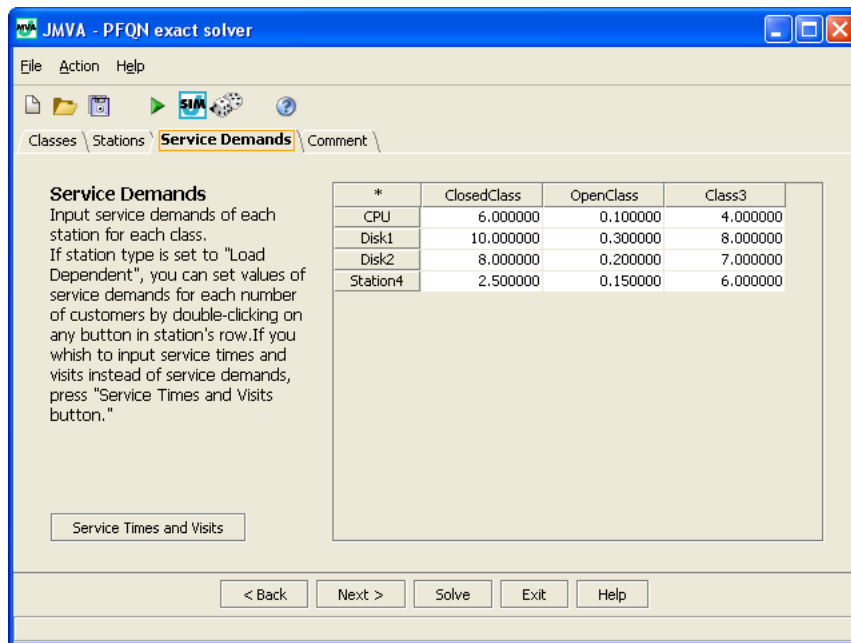 MVA JMVA - PFQN exact solver
File Action Help
SIM ?
Classes Stations Service Demands Comment
Service Demands
Input service demands of each
station for each class.
If station type is set to "Load
Dependent", you can set values of
service demands for each number
of customers by double-clicking on
any button in station's row.If you
whish to input service times and
visits instead of service demands,
press "Service Times and Visits
button."
* ClosedClass OpenClass Class3
CPU 6.000000 0.100000 4.000000
Disk1 10.000000 0.300000 8.000000
Disk2 8.000000 0.200000 7.000000
Station4 2.500000 0.150000 6.000000
Service Times and Visits
< Back Next > Solve Exit Help